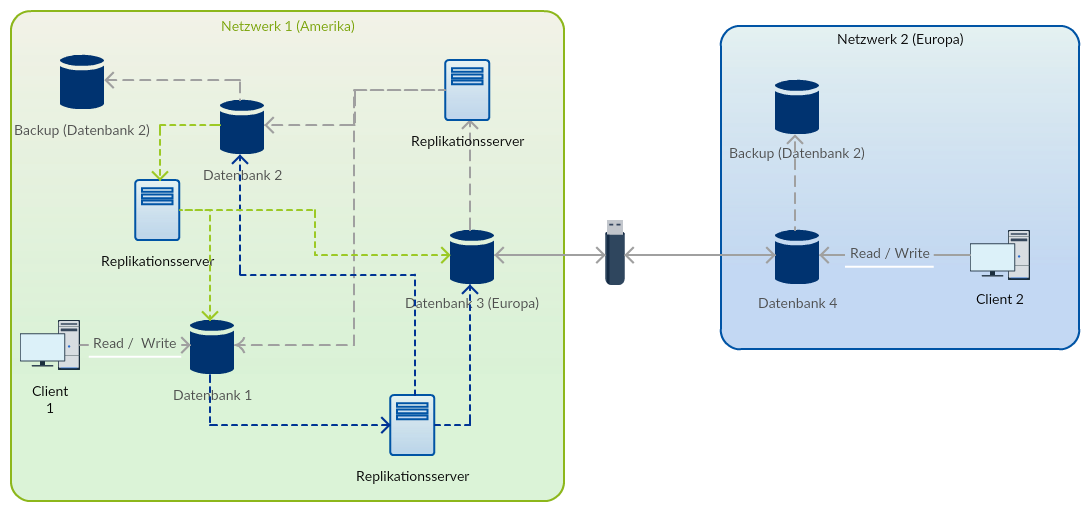 Netzwerk 1 (Amerika)
Netzwerk 2 (Europa)
Backup (Datenbank 2)
Replikationsserver
Backup (Datenbank 2)
Datenbank 2
Replikationsserver
Datenbank 3 (Europa)
Datenbank 4
Read / Write
Client 2
Read /  Write
Client
1
Datenbank 1
Replikationsserver